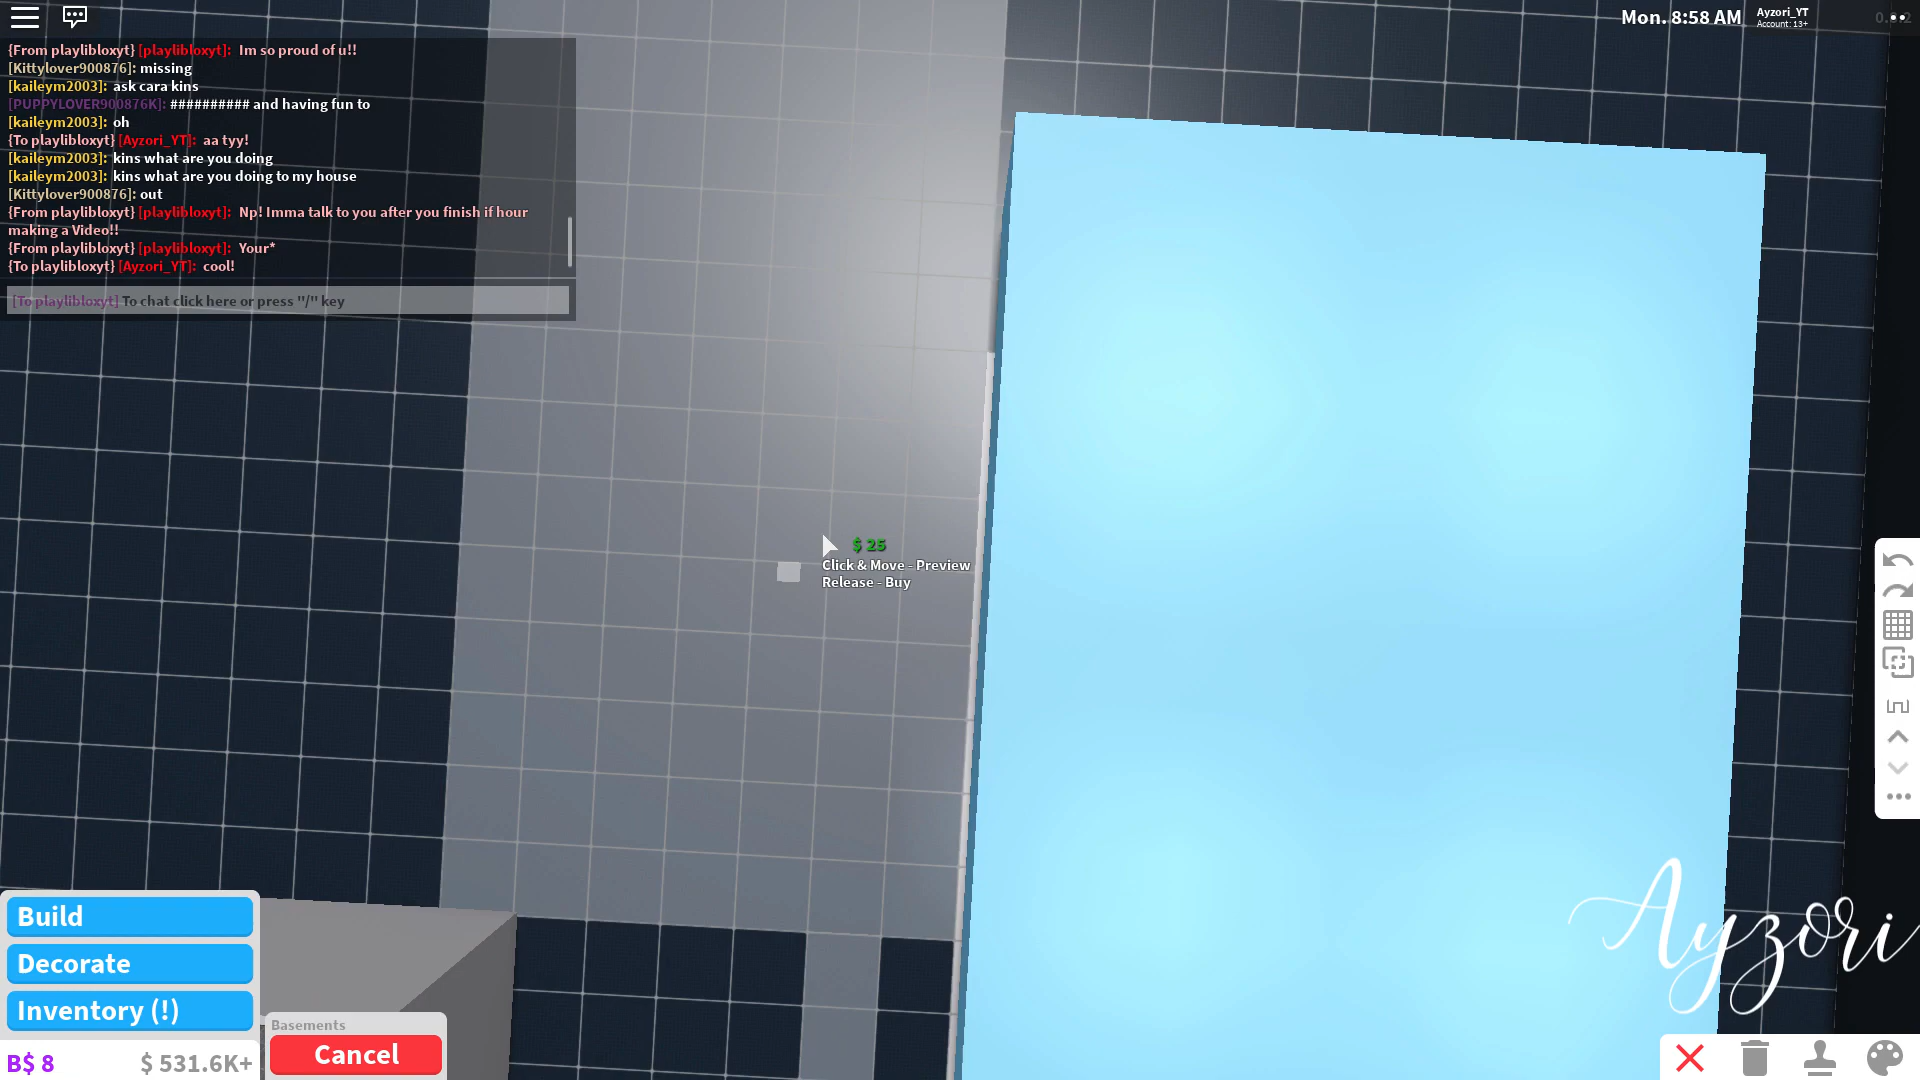 Mon. 8:58 AM
Ayzori_YT
Account: 13+
{From playlibloxyt} [playlibloxyt]: Im so proud of u!!
[Kittylover900876]: missing
[kaileym2003]: ask cara kins
[PUPPYLOVER900876K]: ########## and having fun to
[kaileym2003]: oh
{To playlibloxyt} [Ayzori_YT]: aa tyy!
[kaileym2003]: kins what are you doing
[kaileym2003]: kins what are you doing to my house
[Kittylover900876]: out
{From playlibloxyt} [playlibloxyt]: Np! Imma talk to you after you finish if hour
making a Video!!
{From playlibloxyt} [playlibloxyt]: Your*
{To playlibloxyt} [Ayzori_YT]: cool!
[To playlibloxyt] To chat click here or press "/" key
$ 25
Click & Move - Preview
Release - Buy
Ayzori
Build
Decorate
Inventory (!)
Basements
Cancel
B$ 8
$ 531.6K+